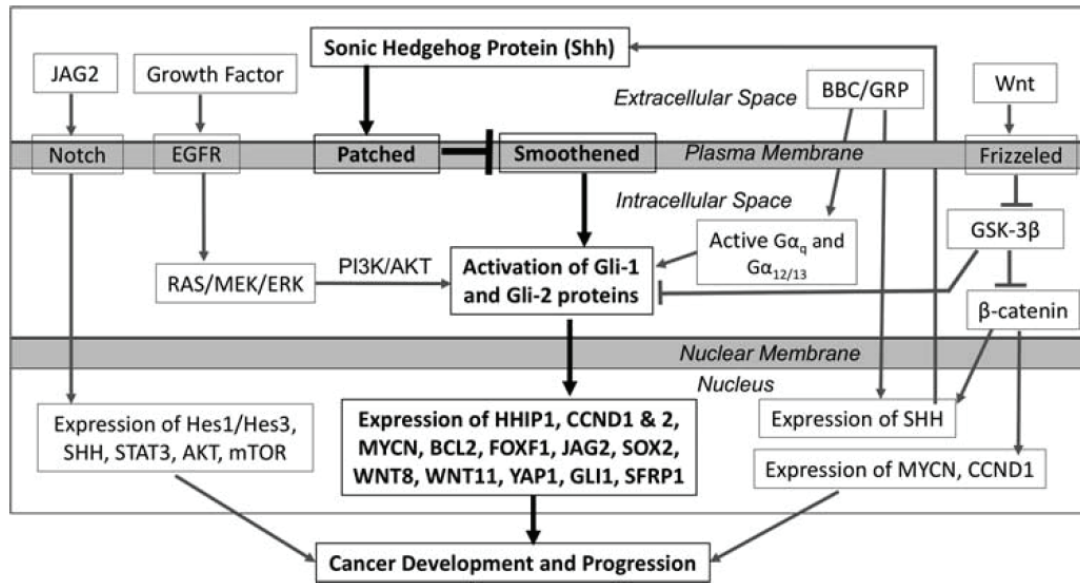 Sonic Hedgehog Protein (Shh)
JAG2
Growth Factor
Extracellular Space
BBC/GRP
Wnt
Notch
EGFR
Patched
Smoothened
Plasma Membrane
Frizzeled
Intracellular Space
GSK-3β
Active Gαq and
Gα12/13
RAS/MEK/ERK
PI3K/AKT
Activation of Gli-1
and Gli-2 proteins
β-catenin
Nuclear Membrane
Nucleus
Expression of Hes1/Hes3,
SHH, STAT3, AKT, mTOR
Expression of HHIP1, CCND1 & 2,
MYCN, BCL2, FOXF1, JAG2, SOX2,
WNT8, WNT11, YAP1, GLI1, SFRP1
Expression of SHH
Expression of MYCN, CCND1
Cancer Development and Progression